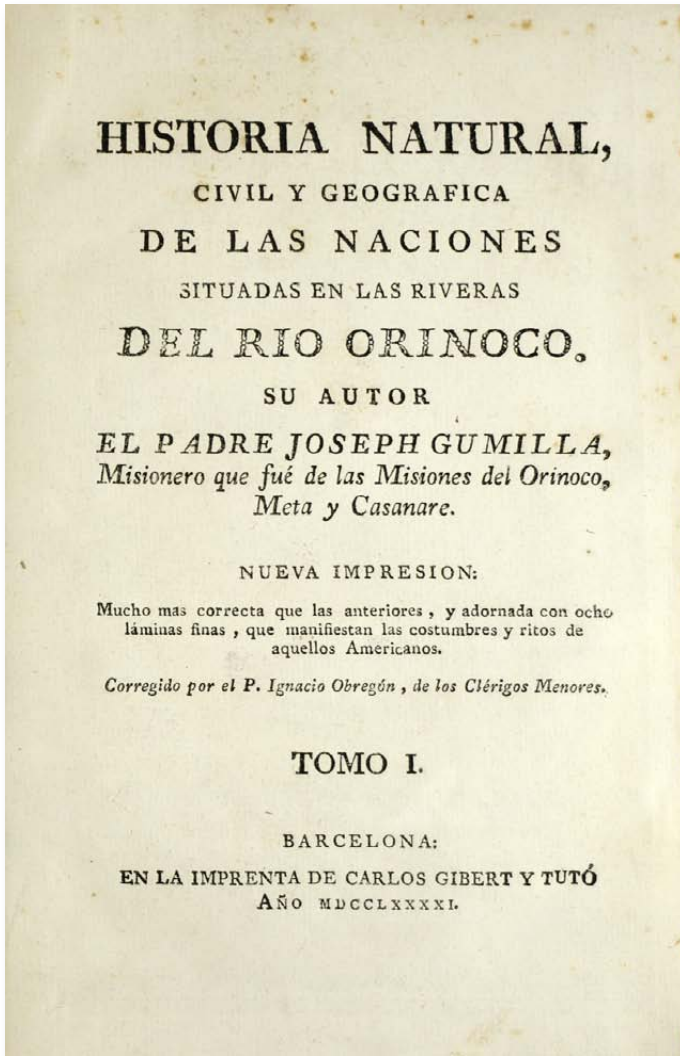 HISTORIA NATURAL,
CIVIL Y GEOGRAFICA
DE LAS NACIONES
SITUADAS EN LAS RIVERAS
DEL RIO ORINOCO.
SU AUTOR
EL PADRE JOSEPH GUMILLA,
Misionero que fué de las Misiones del Orinoco,
Meta y Casanare.
NUEVA IMPRESION:
Mucho mas correcta que las anteriores , y adornada con ocho
láminas finas , que manifiestan las costumbres y ritos de
aquellos Americanos.
Corregido por el P. Ignacio Obregón , de los Clérigos Menores.
TOMO I.
BARCELONA:
EN LA IMPRENTA DE CARLOS GIBERT Y TUTÓ
AÑO MDCCLXXXXI.